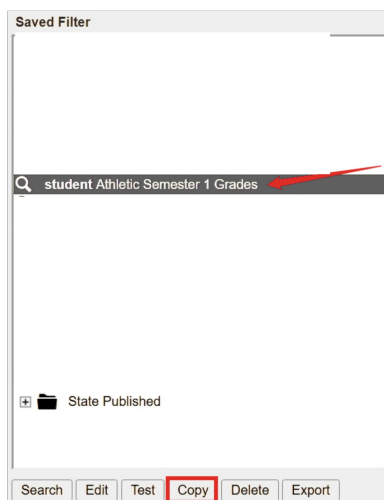 Saved Filter
student Athletic Semester 1 Grades
State Published
Search Edit Test Copy Delete Export